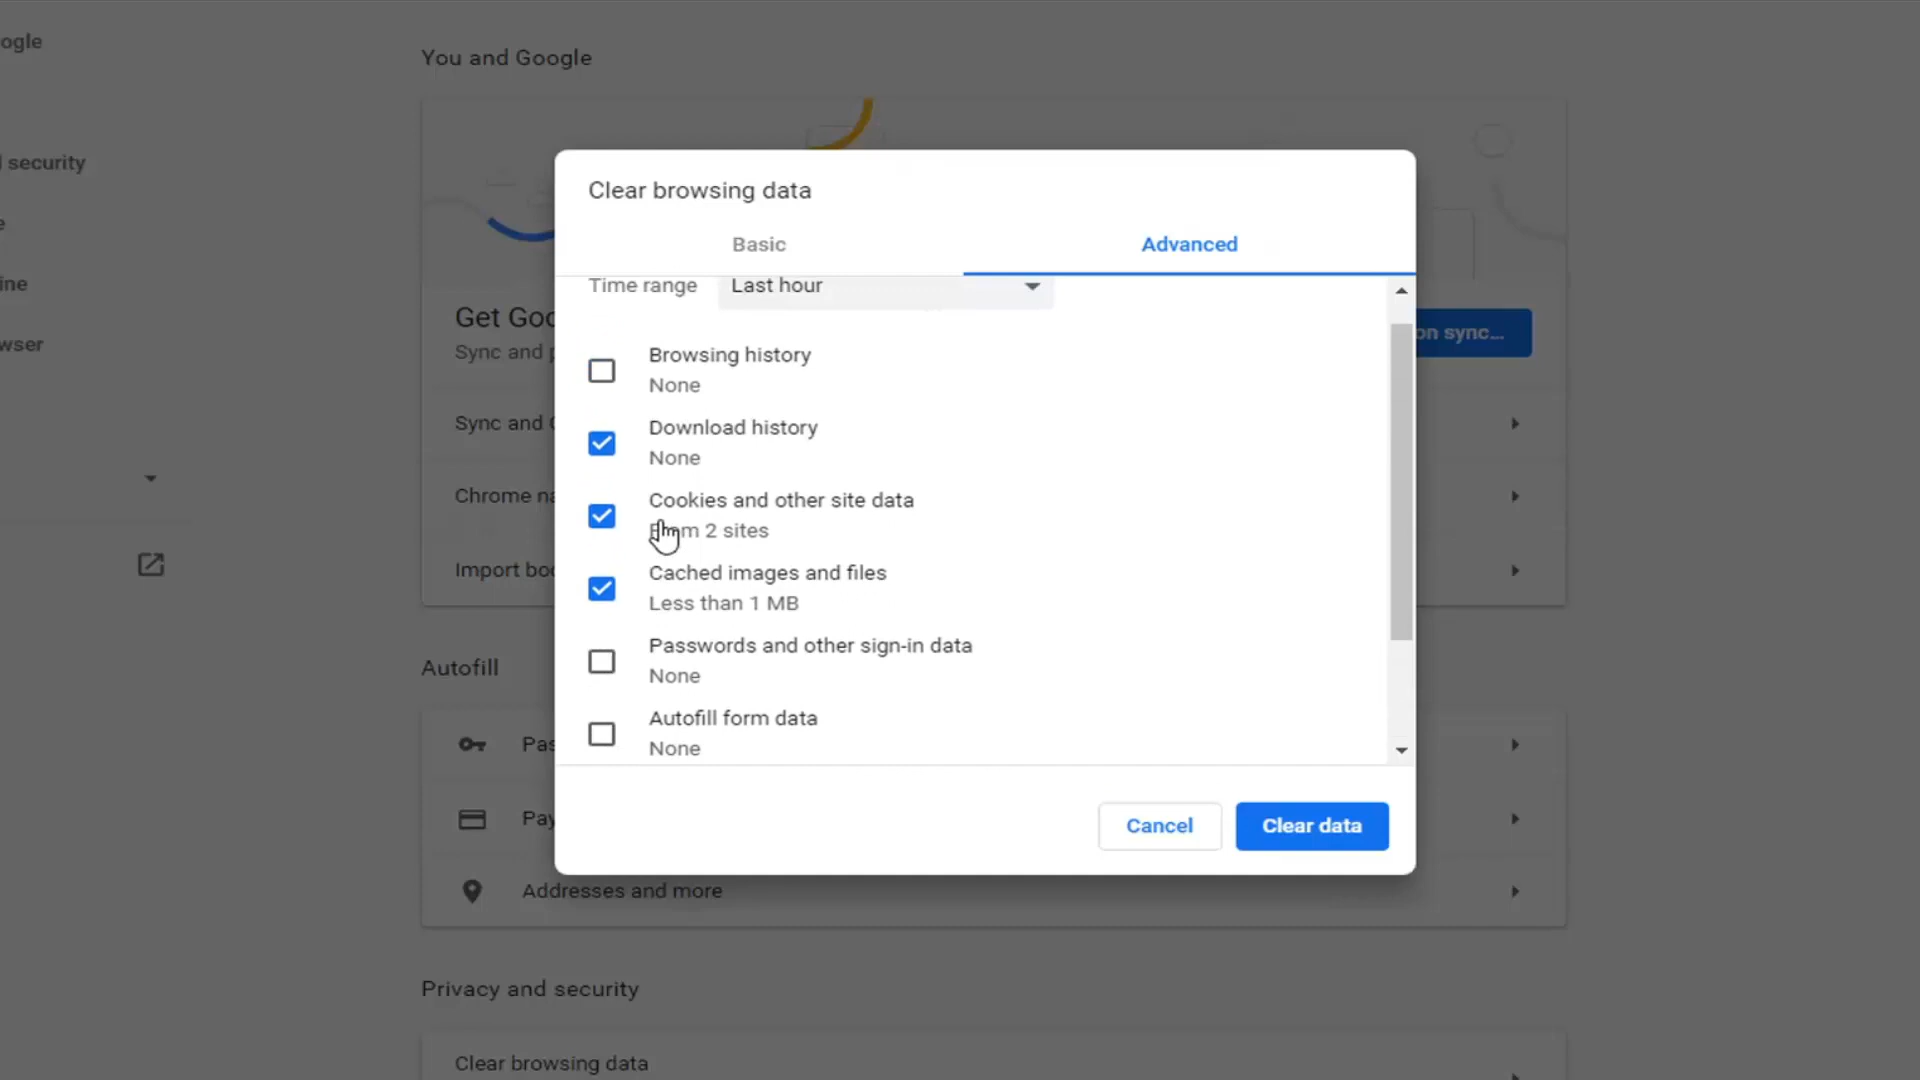 ogle
You and Google
security
Clear browsing data
Basic
Advanced
Time range
Last hour
ine
Get Goo
on sync...
wser
Sync and
Browsing history
None
Sync and
Download history
None
Chrome na
Cookies and other site data
m 2 sites
Import boo
Cached images and files
Less than 1 MB
Autofill
Passwords and other sign-in data
None
Autofill form data
None
Pas
Pay
Cancel
Clear data
Addresses and more
Privacy and security
Clear browsing data